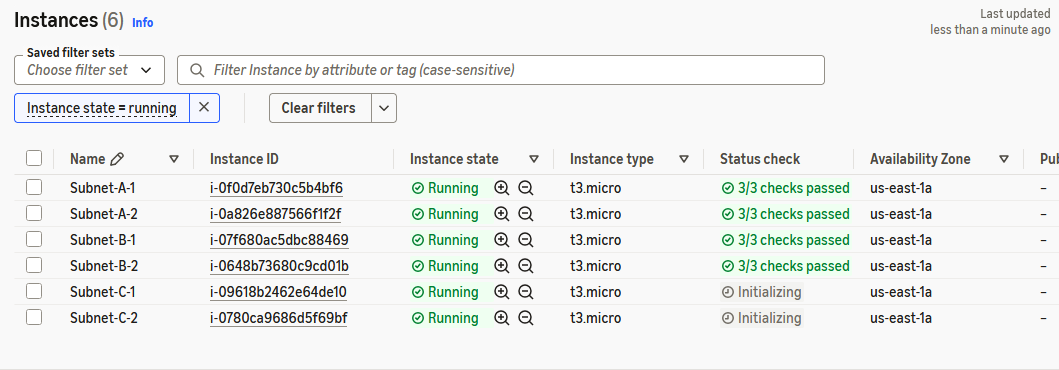 Instances (6) Info
Last updated
less than a minute ago
Saved filter sets
Choose filter set
Filter Instance by attribute or tag (case-sensitive)
Instance state = running
Clear filters
Name Instance ID Instance state Instance type Status check Availability Zone Pu
Subnet-A-1 i-0f0d7eb730c5b4bf6 Running t3.micro 3/3 checks passed us-east-1a –
Subnet-A-2 i-0a826e887566f1f2f Running t3.micro 3/3 checks passed us-east-1a –
Subnet-B-1 i-07f680ac5dbc88469 Running t3.micro 3/3 checks passed us-east-1a –
Subnet-B-2 i-0648b73680c9cd01b Running t3.micro 3/3 checks passed us-east-1a –
Subnet-C-1 i-09618b2462e64de10 Running t3.micro Initializing us-east-1a –
Subnet-C-2 i-0780ca9686d5f69bf Running t3.micro Initializing us-east-1a –